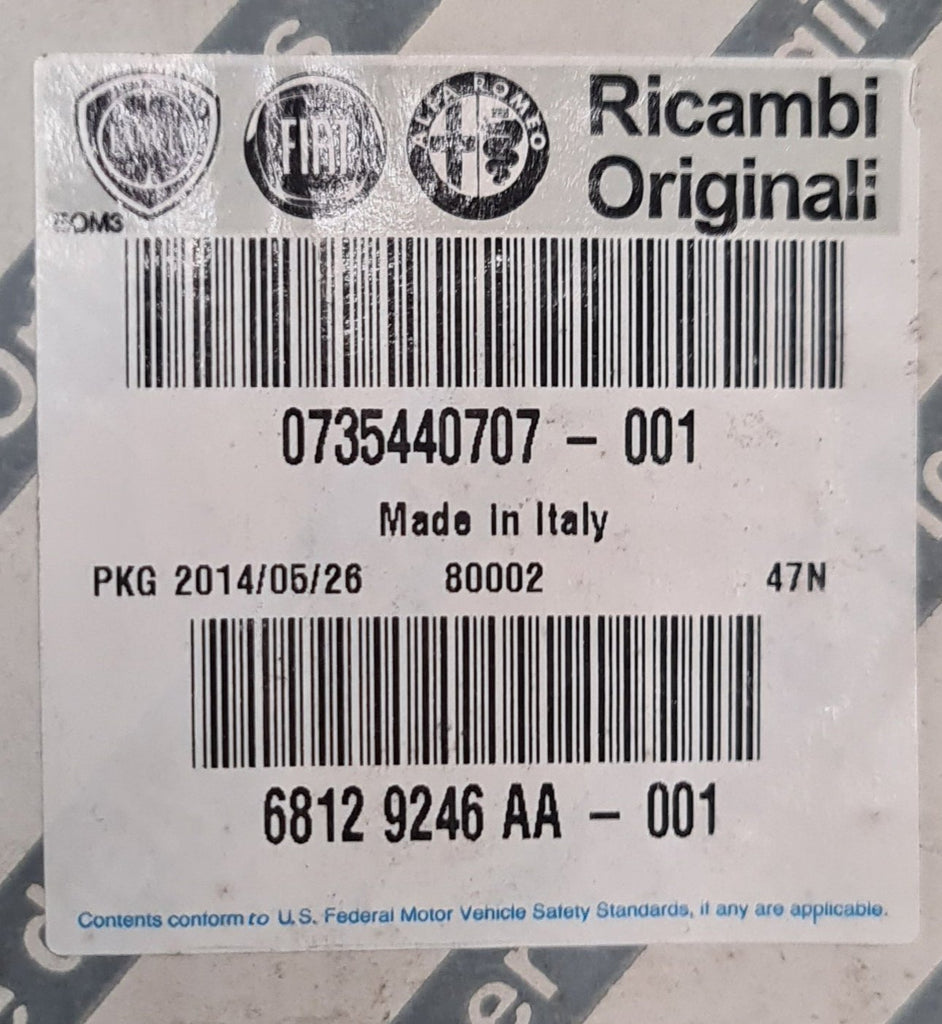 FIAT
ALFA ROMEO
Ricambi
Originali
EOM3
0735440707 - 001
Made In Italy
PKG 2014/05/26 80002 47N
6812 9246 AA - 001
Contents conform to U.S. Federal Motor Vehicle Safety Standards, if any are applicable.